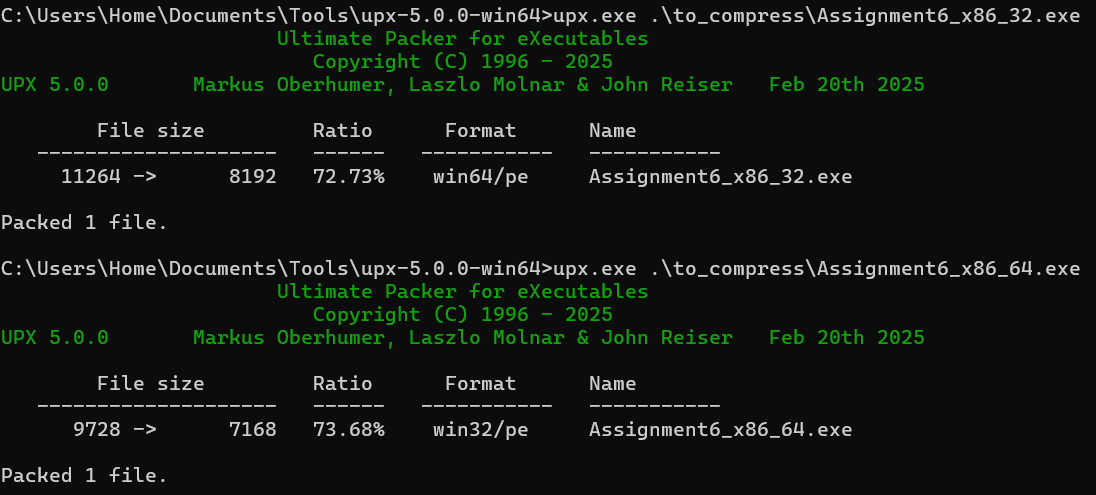 C:\Users\Home\Documents\Tools\upx-5.0.0-win64>upx.exe .\to_compress\Assignment6_x86_32.exe
Ultimate Packer for eXecutables
Copyright (C) 1996 - 2025
UPX 5.0.0 Markus Oberhumer, Laszlo Molnar & John Reiser Feb 20th 2025
File size Ratio Format Name
-------------------- ------ ----------- -----------
11264 -> 8192 72.73% win64/pe Assignment6_x86_32.exe
Packed 1 file.
C:\Users\Home\Documents\Tools\upx-5.0.0-win64>upx.exe .\to_compress\Assignment6_x86_64.exe
Ultimate Packer for eXecutables
Copyright (C) 1996 - 2025
UPX 5.0.0 Markus Oberhumer, Laszlo Molnar & John Reiser Feb 20th 2025
File size Ratio Format Name
-------------------- ------ ----------- -----------
9728 -> 7168 73.68% win32/pe Assignment6_x86_64.exe
Packed 1 file.